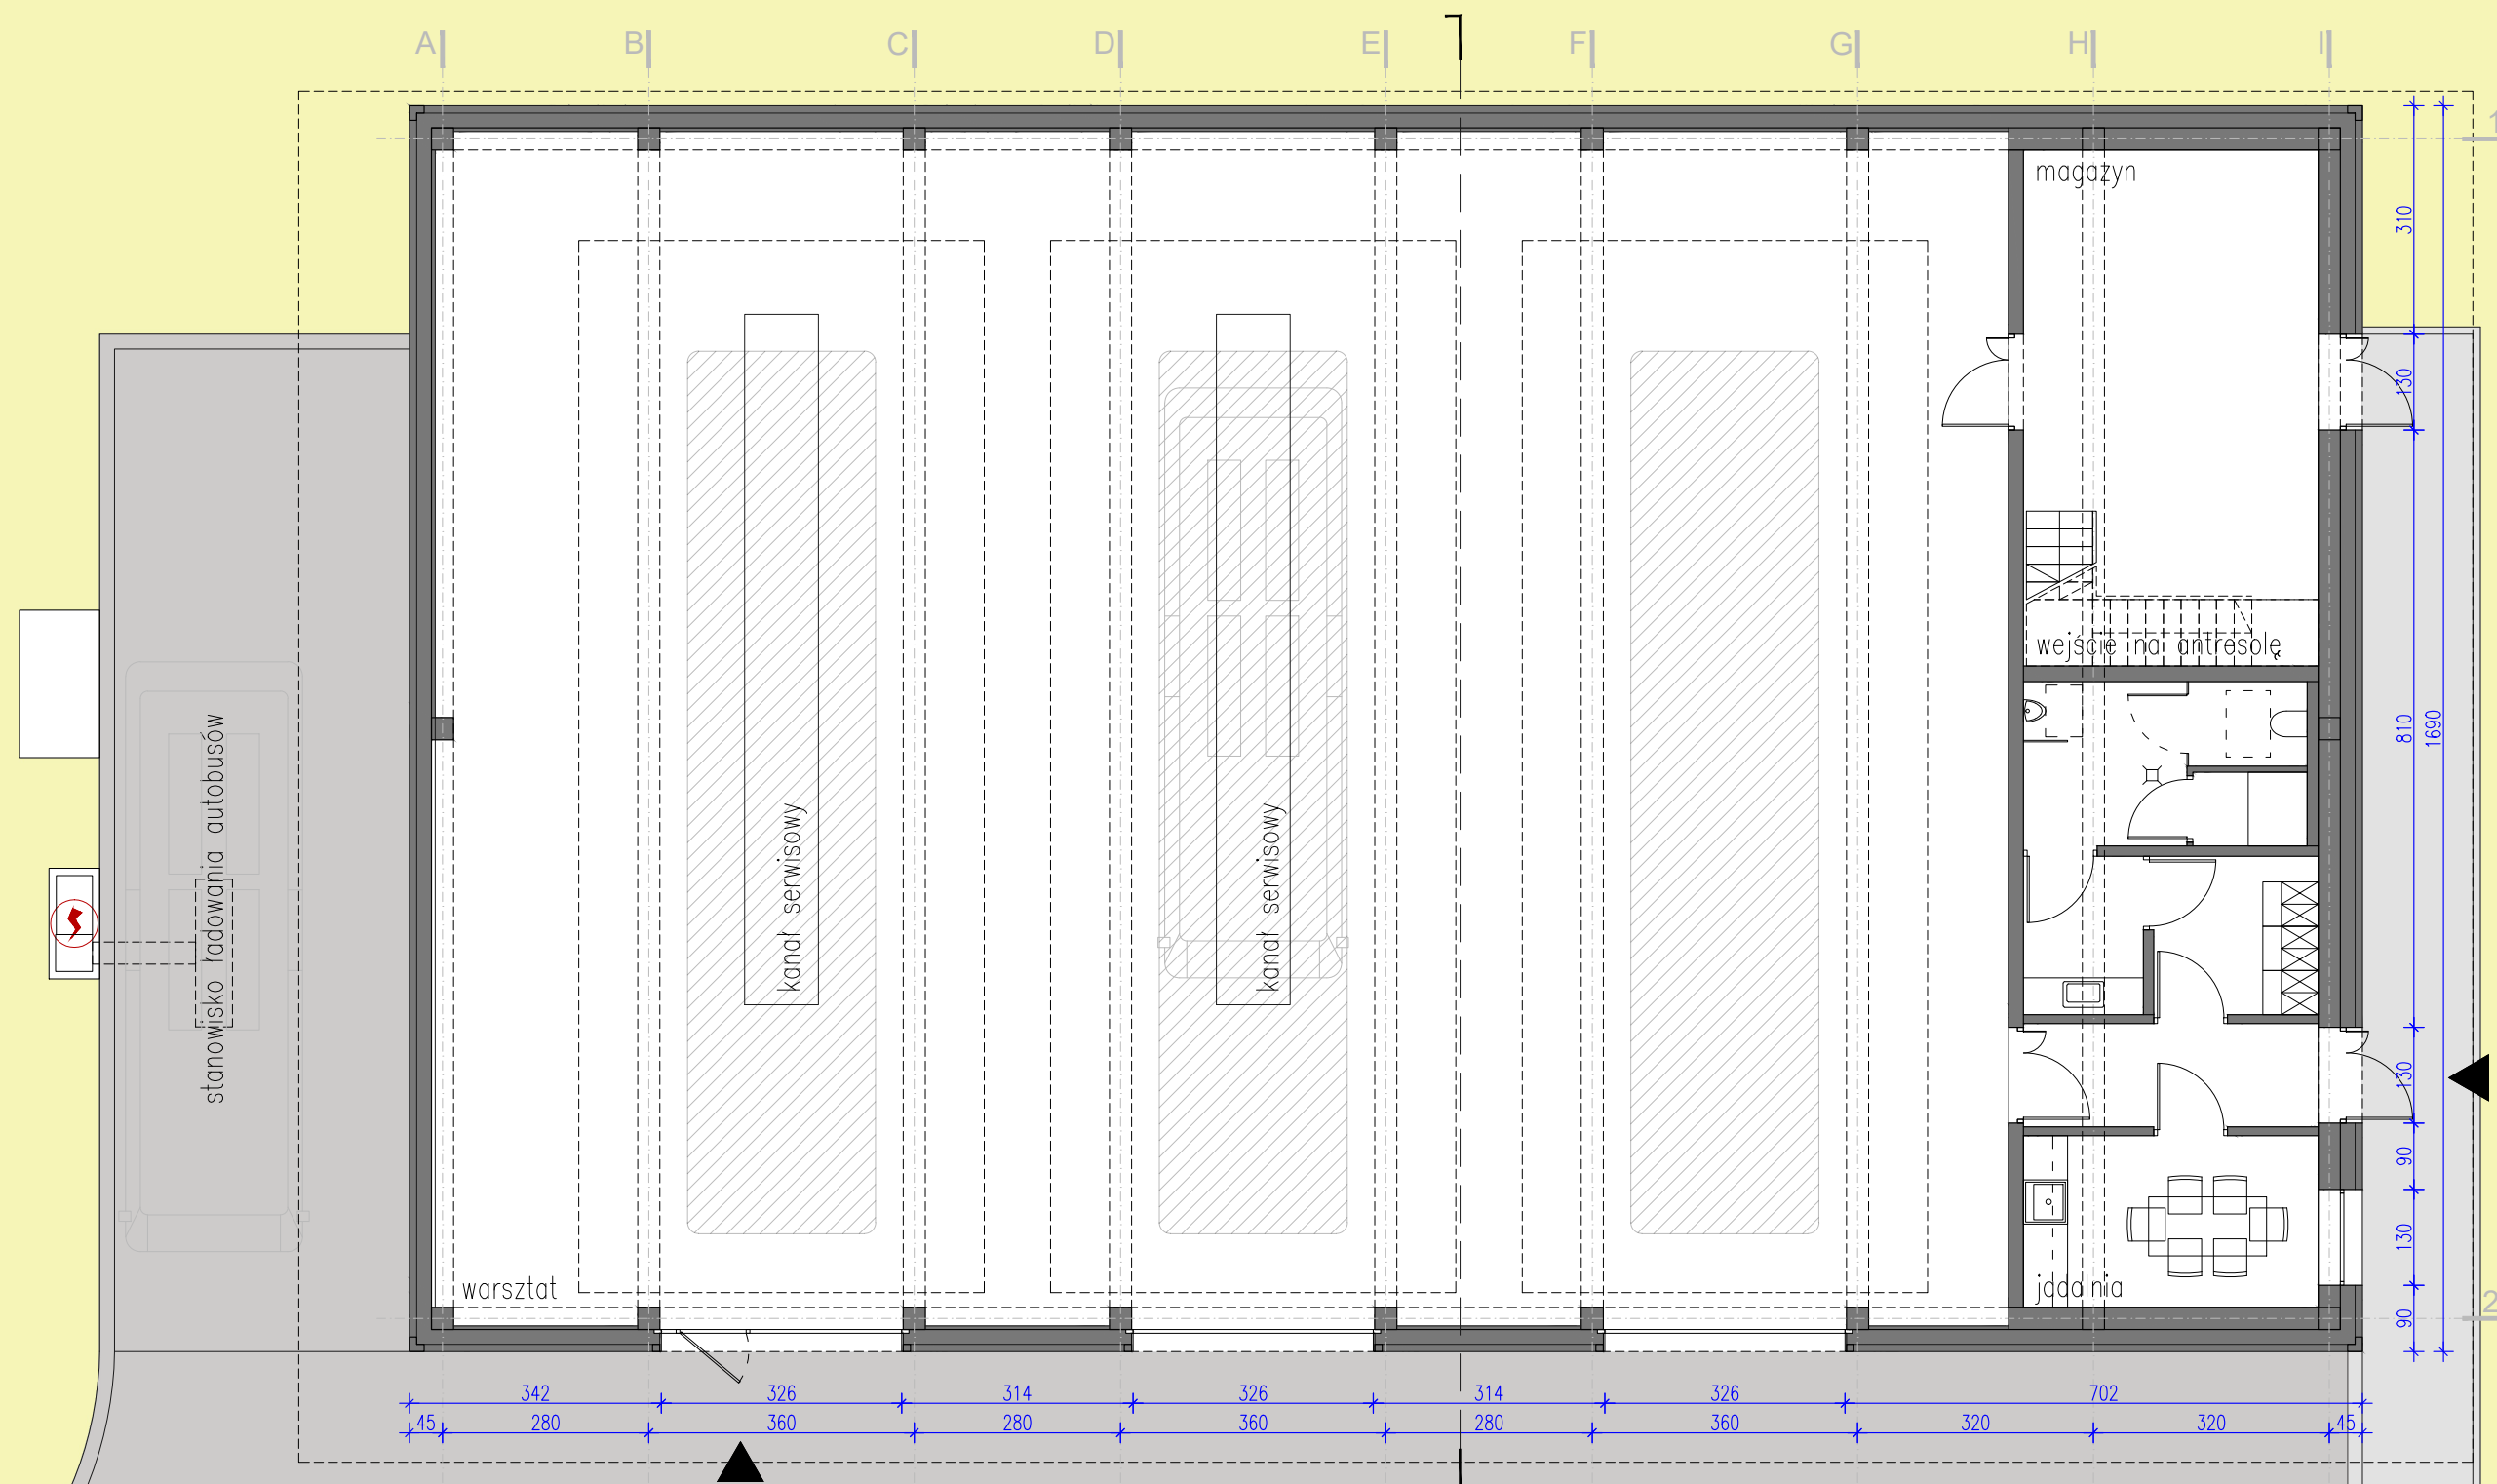 A B C D E F G H I
1
magazyn
310
130
wejście na antresolę
stanowisko ładowania autobusów
kanał serwisowy
kanał serwisowy
810
1690
130
90
130
warsztat
jadalnia
2
90
342 326 314 326 314 326 702
45 280 360 280 360 280 360 320 320 45